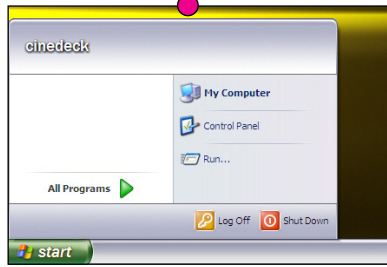 cinedeck
My Computer
Control Panel
Run...
All Programs
Log Off
Shut Down
start